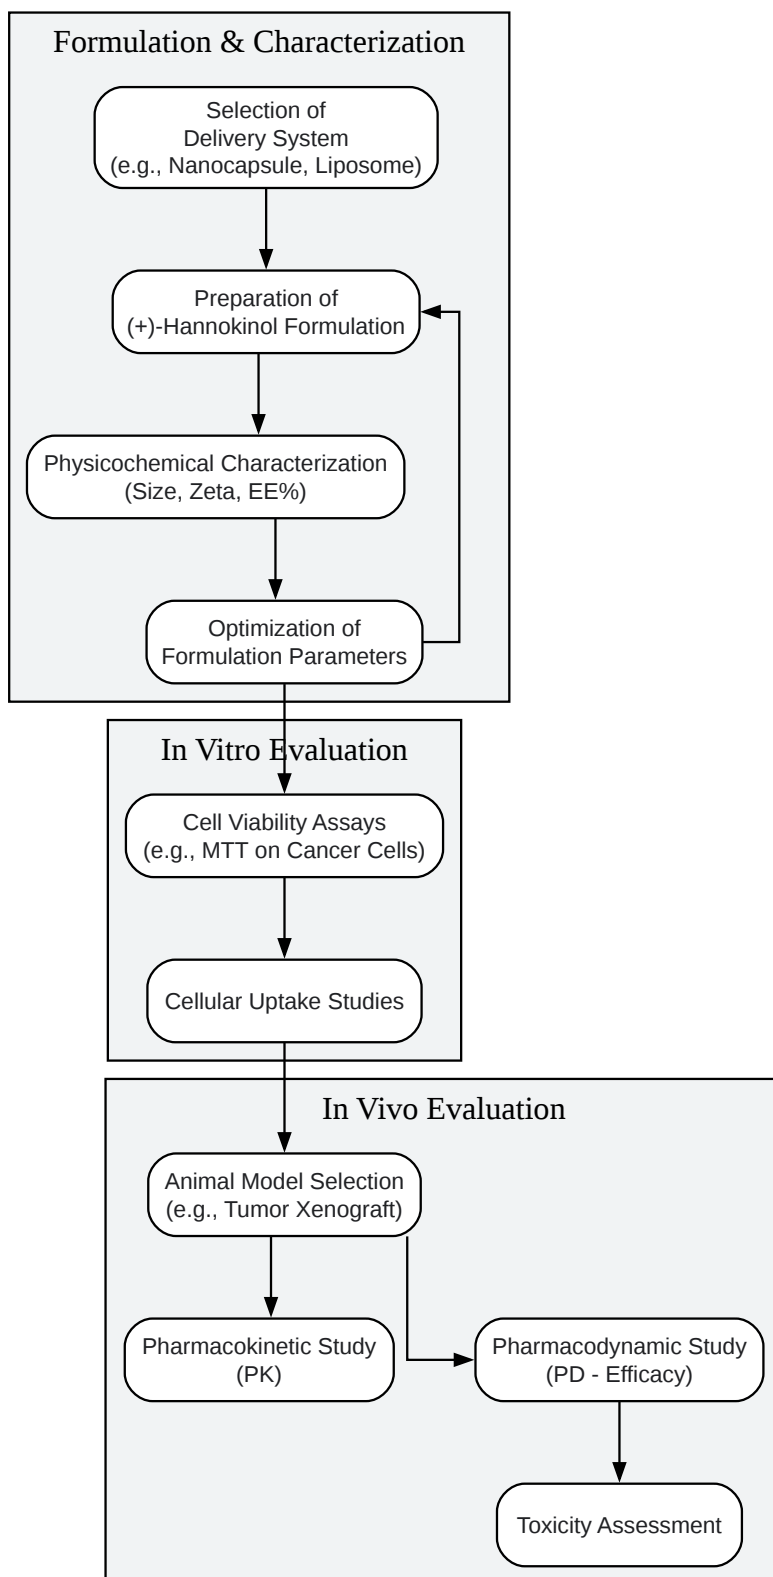 Formulation & Characterization
Selection of
Delivery System
(e.g., Nanocapsule, Liposome)
Preparation of
(+)-Hannokinol Formulation
Physicochemical Characterization
(Size, Zeta, EE%)
Optimization of
Formulation Parameters
In Vitro Evaluation
Cell Viability Assays
(e.g., MTT on Cancer Cells)
Cellular Uptake Studies
In Vivo Evaluation
Animal Model Selection
(e.g., Tumor Xenograft)
Pharmacokinetic Study
(PK)
Pharmacodynamic Study
(PD - Efficacy)
Toxicity Assessment